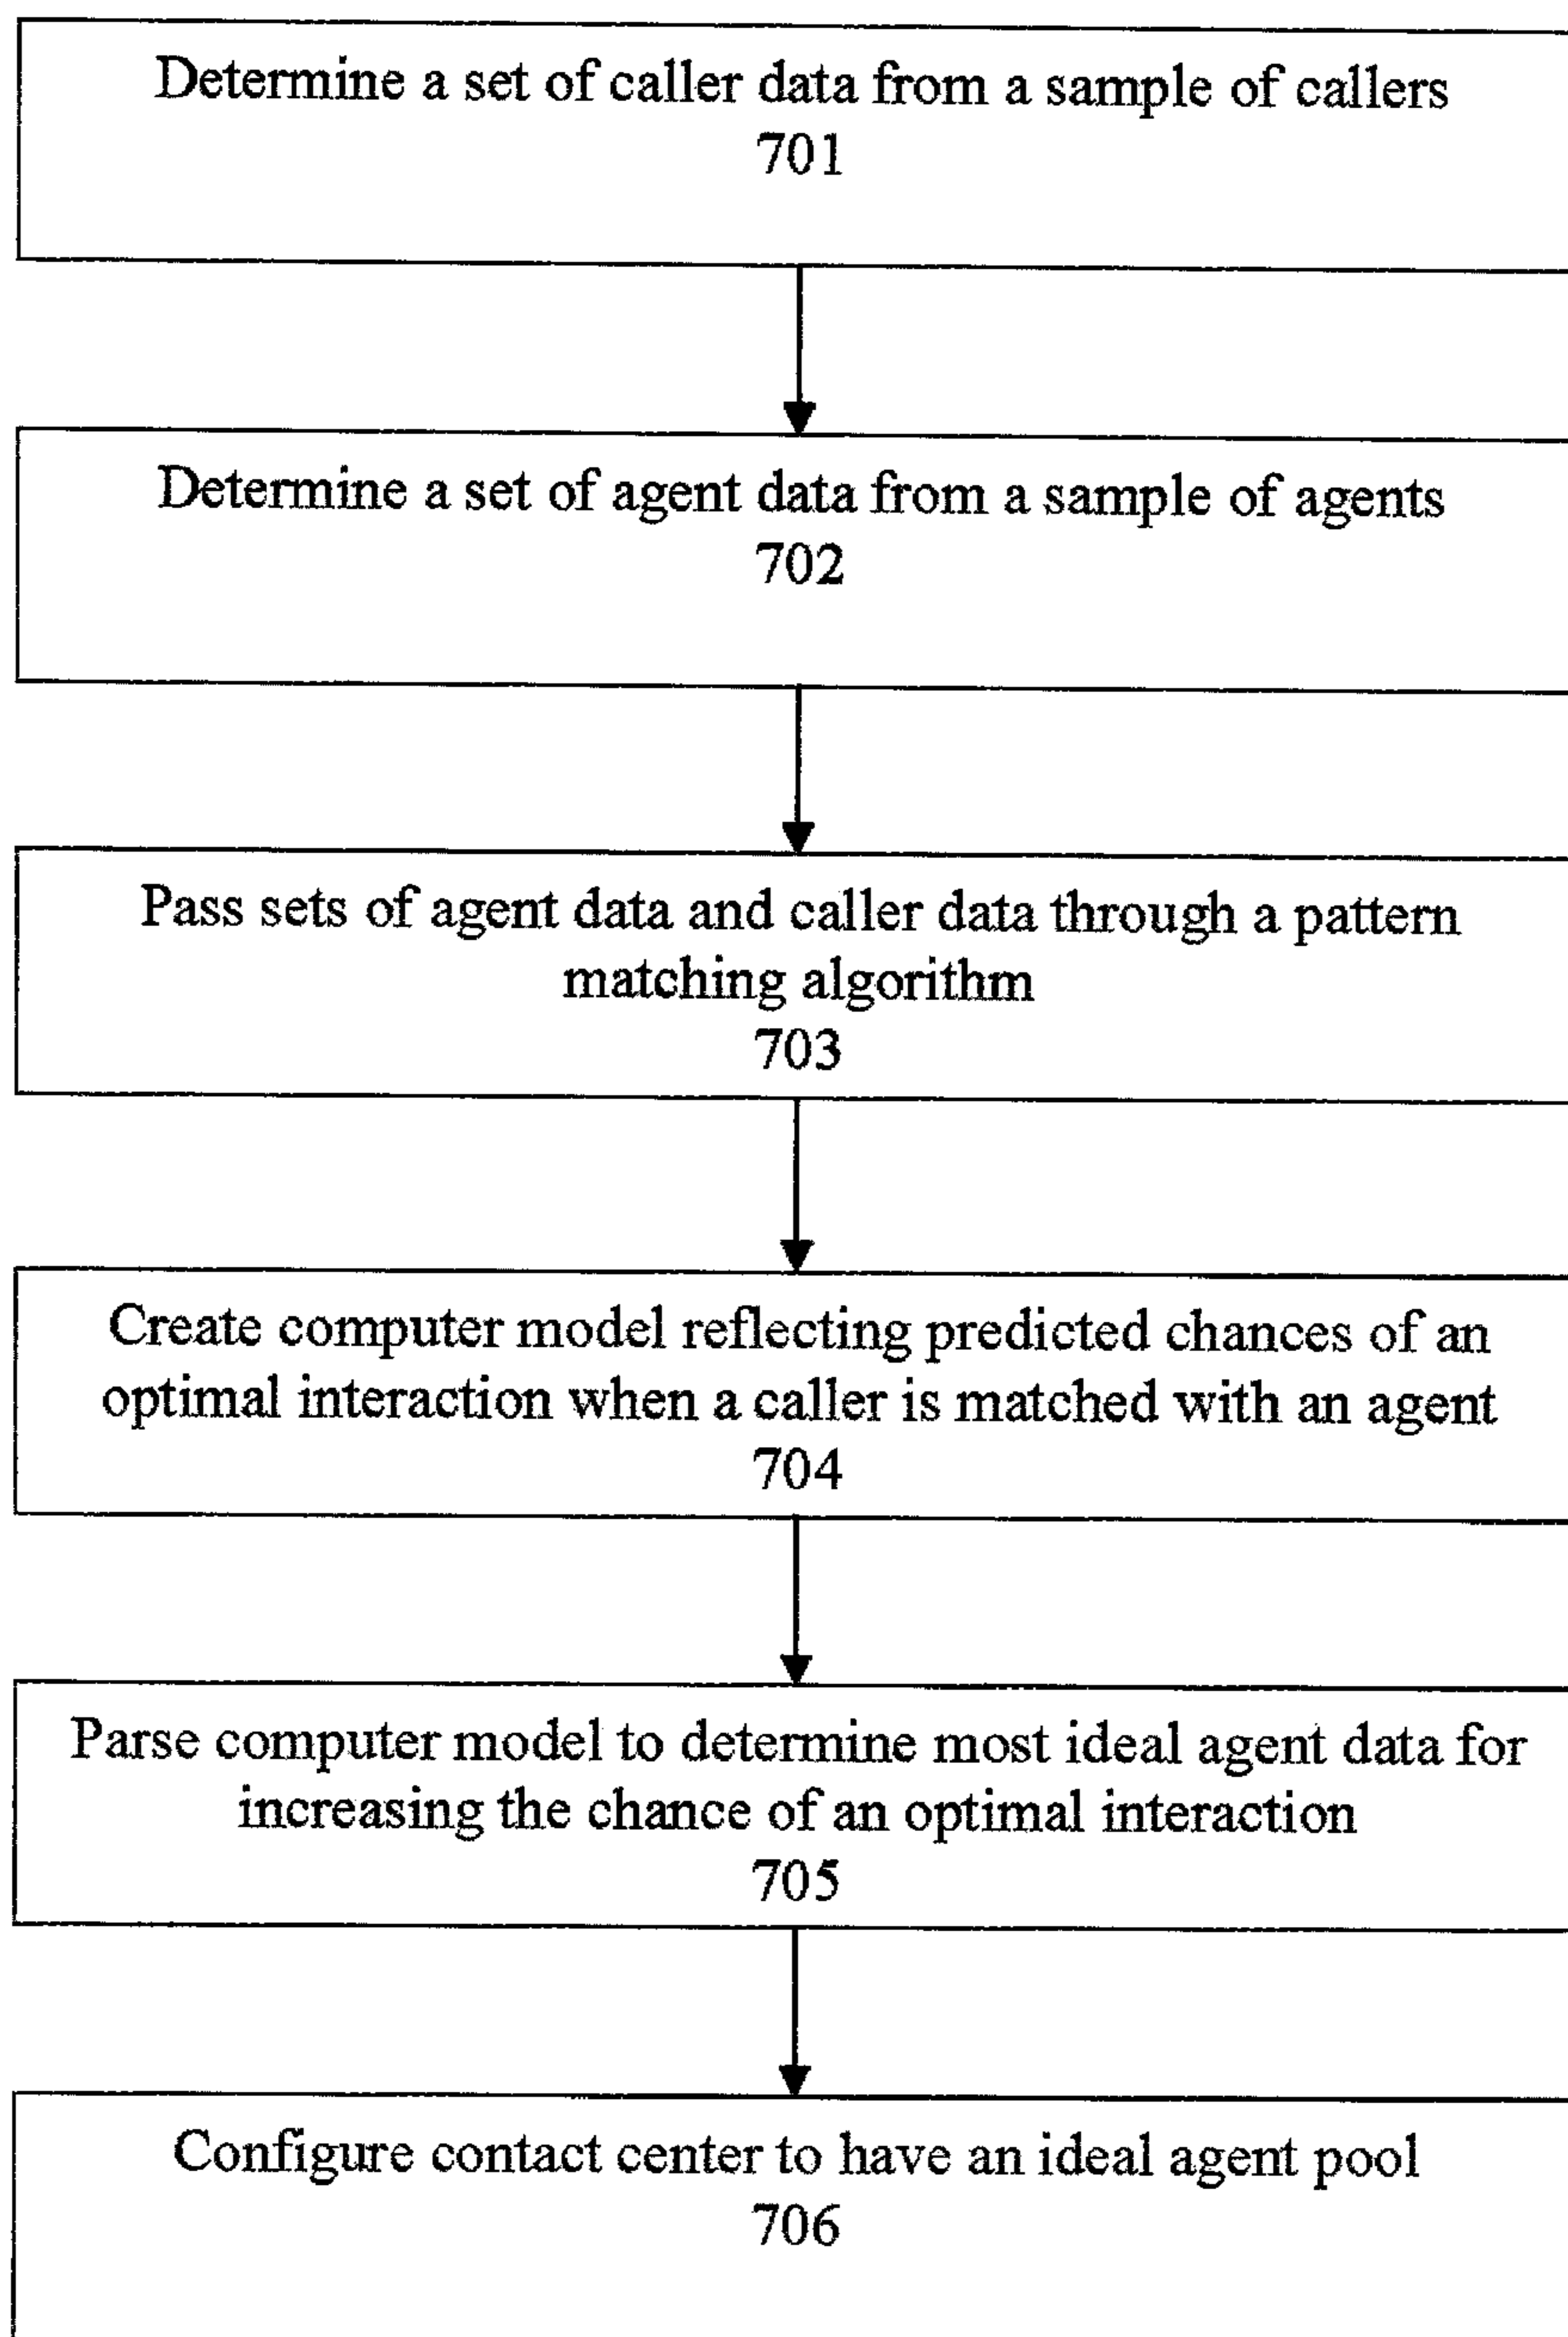 Determine a set of caller data from a sample of callers
701
Determine a set of agent data from a sample of agents
702
Pass sets of agent data and caller data through a pattern
matching algorithm
703
Create computer model reflecting predicted chances of an
optimal interaction when a caller is matched with an agent
704
Parse computer model to determine most ideal agent data for
increasing the chance of an optimal interaction
705
Configure contact center to have an ideal agent pool
706